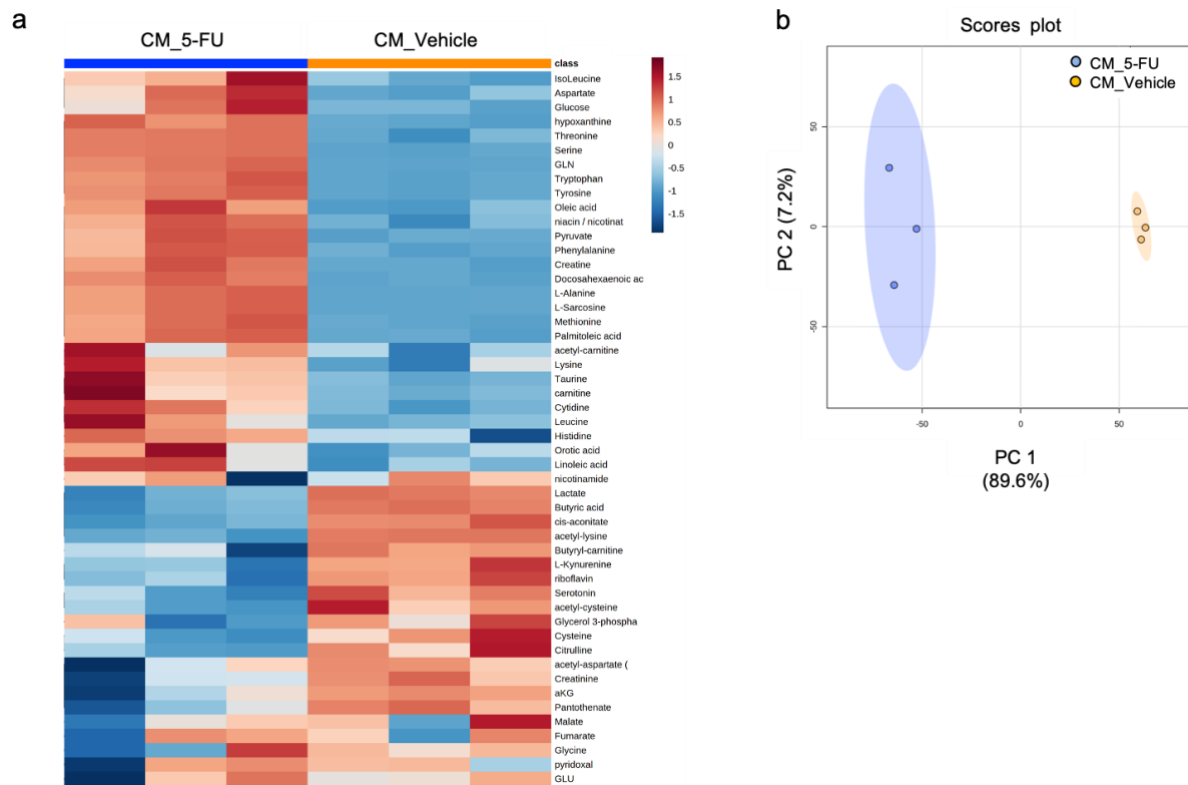 a
CM_5-FU
CM_Vehicle
class
IsoLeucine
Aspartate
Glucose
hypoxanthine
Threonine
Serine
GLN
Tryptophan
Tyrosine
Oleic acid
niacin / nicotinat
Pyruvate
Phenylalanine
Creatine
Docosahexaenoic ac
L-Alanine
L-Sarcosine
Methionine
Palmitoleic acid
acetyl-carnitine
Lysine
Taurine
carnitine
Cytidine
Leucine
Histidine
Orotic acid
Linoleic acid
nicotinamide
Lactate
Butyric acid
cis-aconitate
acetyl-lysine
Butyryl-carnitine
L-Kynurenine
riboflavin
Serotonin
acetyl-cysteine
Glycerol 3-phospha
Cysteine
Citrulline
acetyl-aspartate (
Creatinine
aKG
Pantothenate
Malate
Fumarate
Glycine
pyridoxal
GLU
1.5
1
0.5
0
-0.5
-1
-1.5
b
Scores plot
CM_5-FU
CM_Vehicle
PC 2 (7.2%)
50
0
-50
-50
0
50
PC 1
(89.6%)